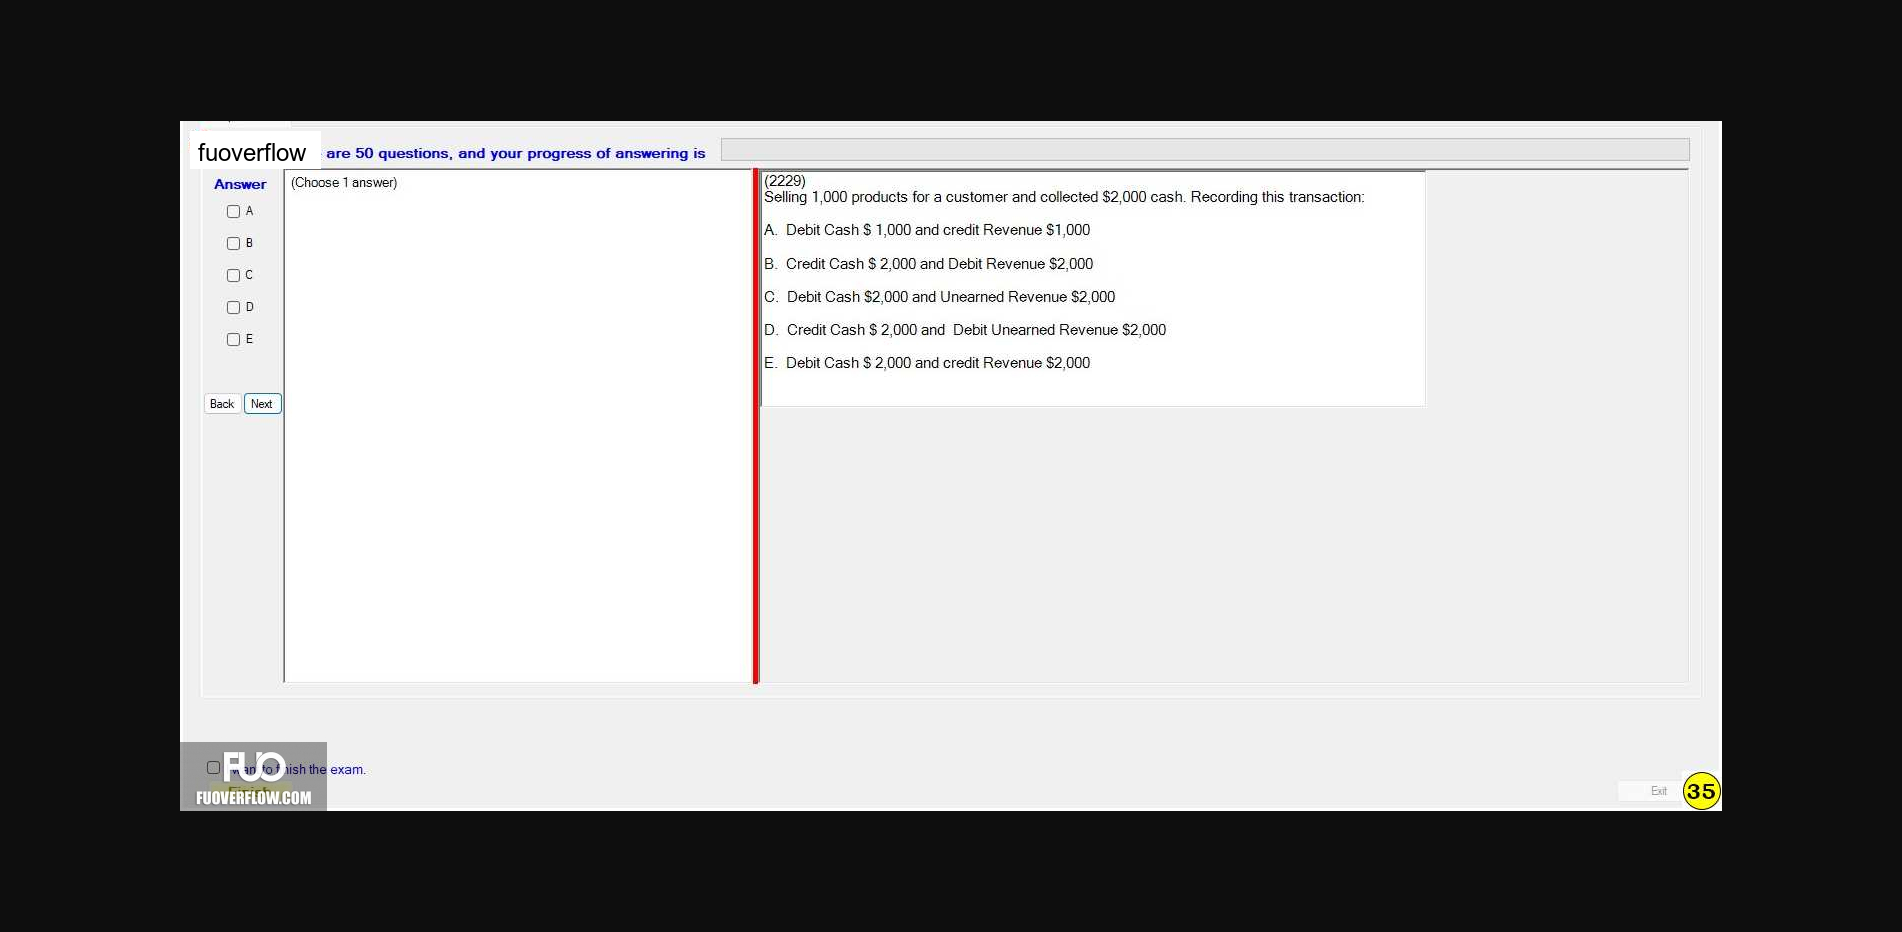 fuoverflow are 50 questions, and your progress of answering is
Answer
(Choose 1 answer)
A
B
C
D
E
Back Next
(2229)
Selling 1,000 products for a customer and collected $2,000 cash. Recording this transaction:
A. Debit Cash $ 1,000 and credit Revenue $1,000
B. Credit Cash $ 2,000 and Debit Revenue $2,000
C. Debit Cash $2,000 and Unearned Revenue $2,000
D. Credit Cash $ 2,000 and Debit Unearned Revenue $2,000
E. Debit Cash $ 2,000 and credit Revenue $2,000
FUO
want to finish the exam.
Finish
FUOVERFLOW.COM
Exit
35